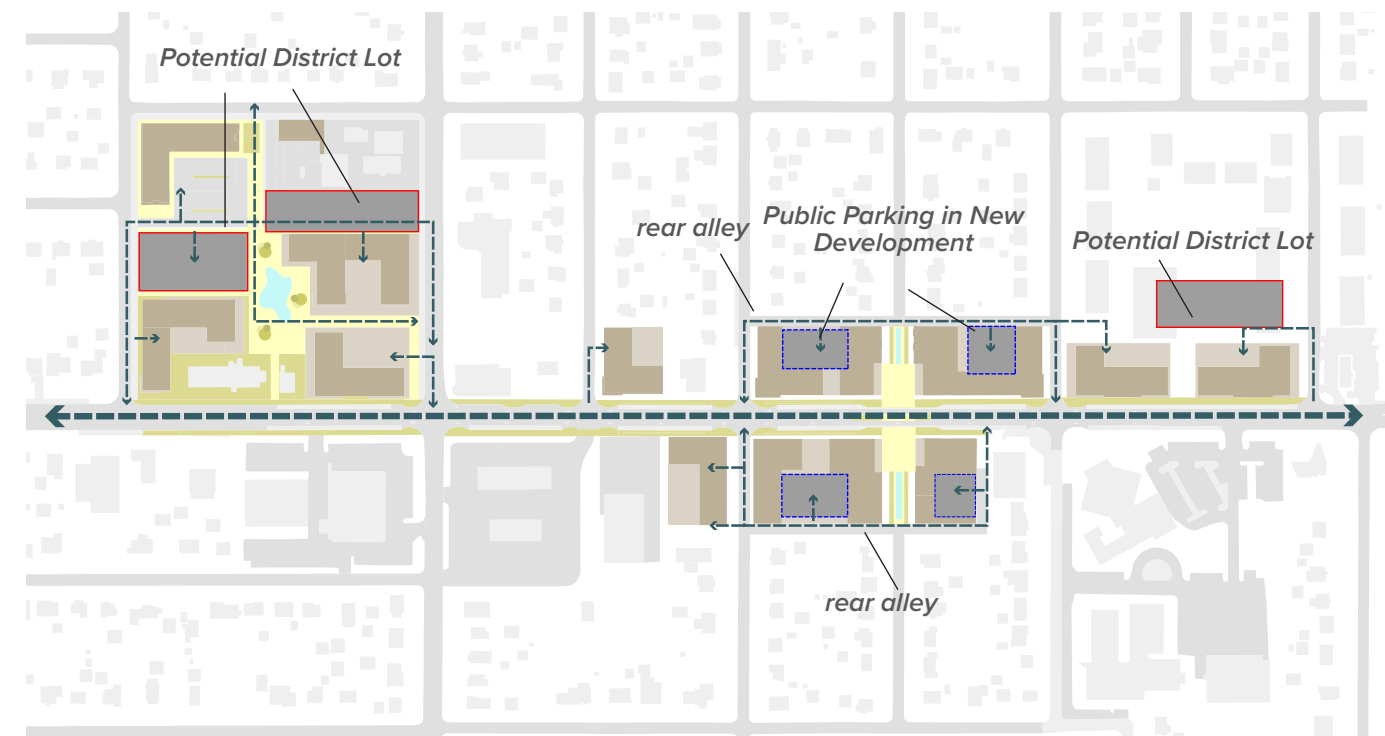 Potential District Lot
rear alley
Public Parking in New
Development
Potential District Lot
rear alley